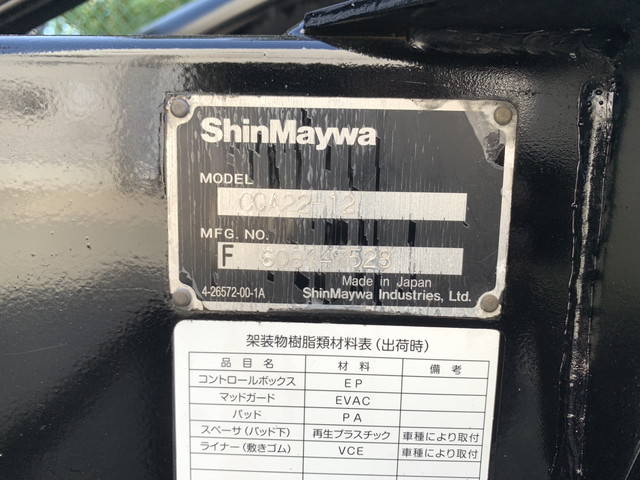 ShinMaywa
MODEL
MFG. NO.
F
Made in Japan
4-26572-00-1A
ShinMaywa Industries, Ltd.
架装物樹脂類材料表(出荷時)
品目名 材料 備考
コントロールボックス EP
マッドガード EVAC
パッド PA
スペーサ(パッド下) 再生プラスチック 車種により取付
ライナー(敷きゴム) VCE 車種により取付